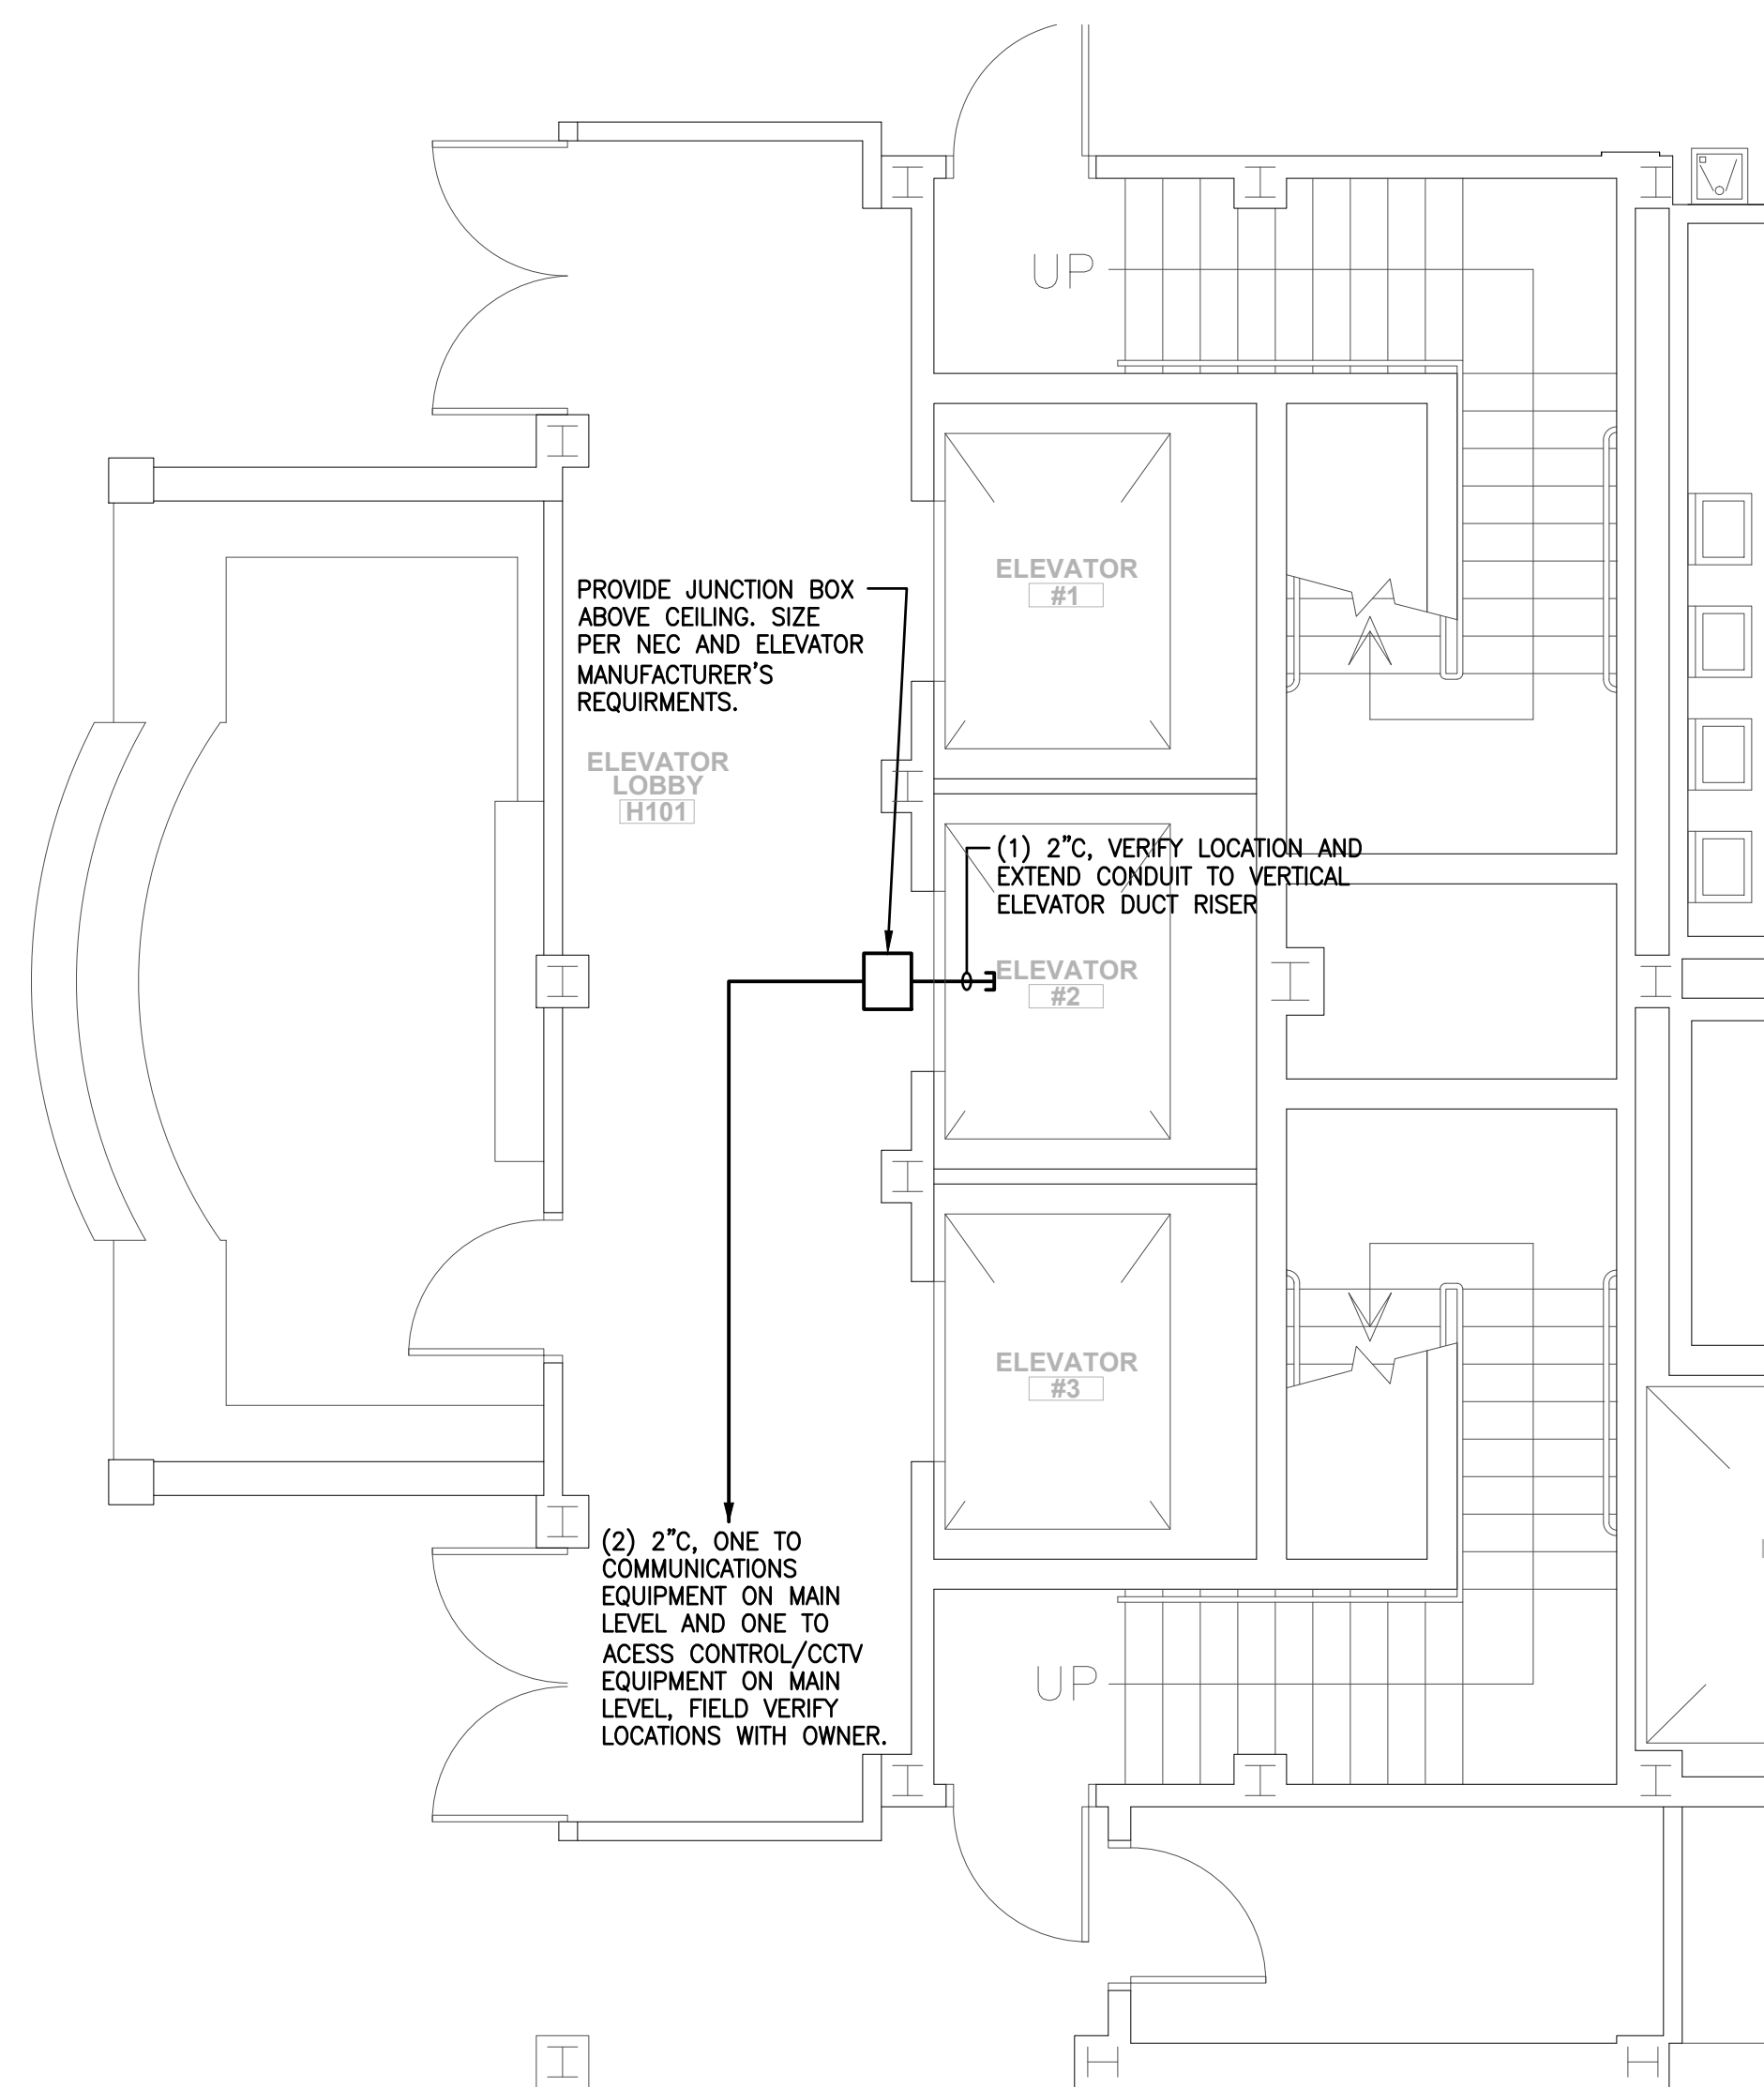 UP
ELEVATOR
#1
PROVIDE JUNCTION BOX
ABOVE CEILING. SIZE
PER NEC AND ELEVATOR
MANUFACTURER'S
REQUIRMENTS.
ELEVATOR
LOBBY
H101
(1) 2"C, VERIFY LOCATION AND
EXTEND CONDUIT TO VERTICAL
ELEVATOR DUCT RISER
ELEVATOR
#2
ELEVATOR
#3
(2) 2"C, ONE TO
COMMUNICATIONS
EQUIPMENT ON MAIN
LEVEL AND ONE TO
ACESS CONTROL/CCTV
EQUIPMENT ON MAIN
LEVEL, FIELD VERIFY
LOCATIONS WITH OWNER.
UP